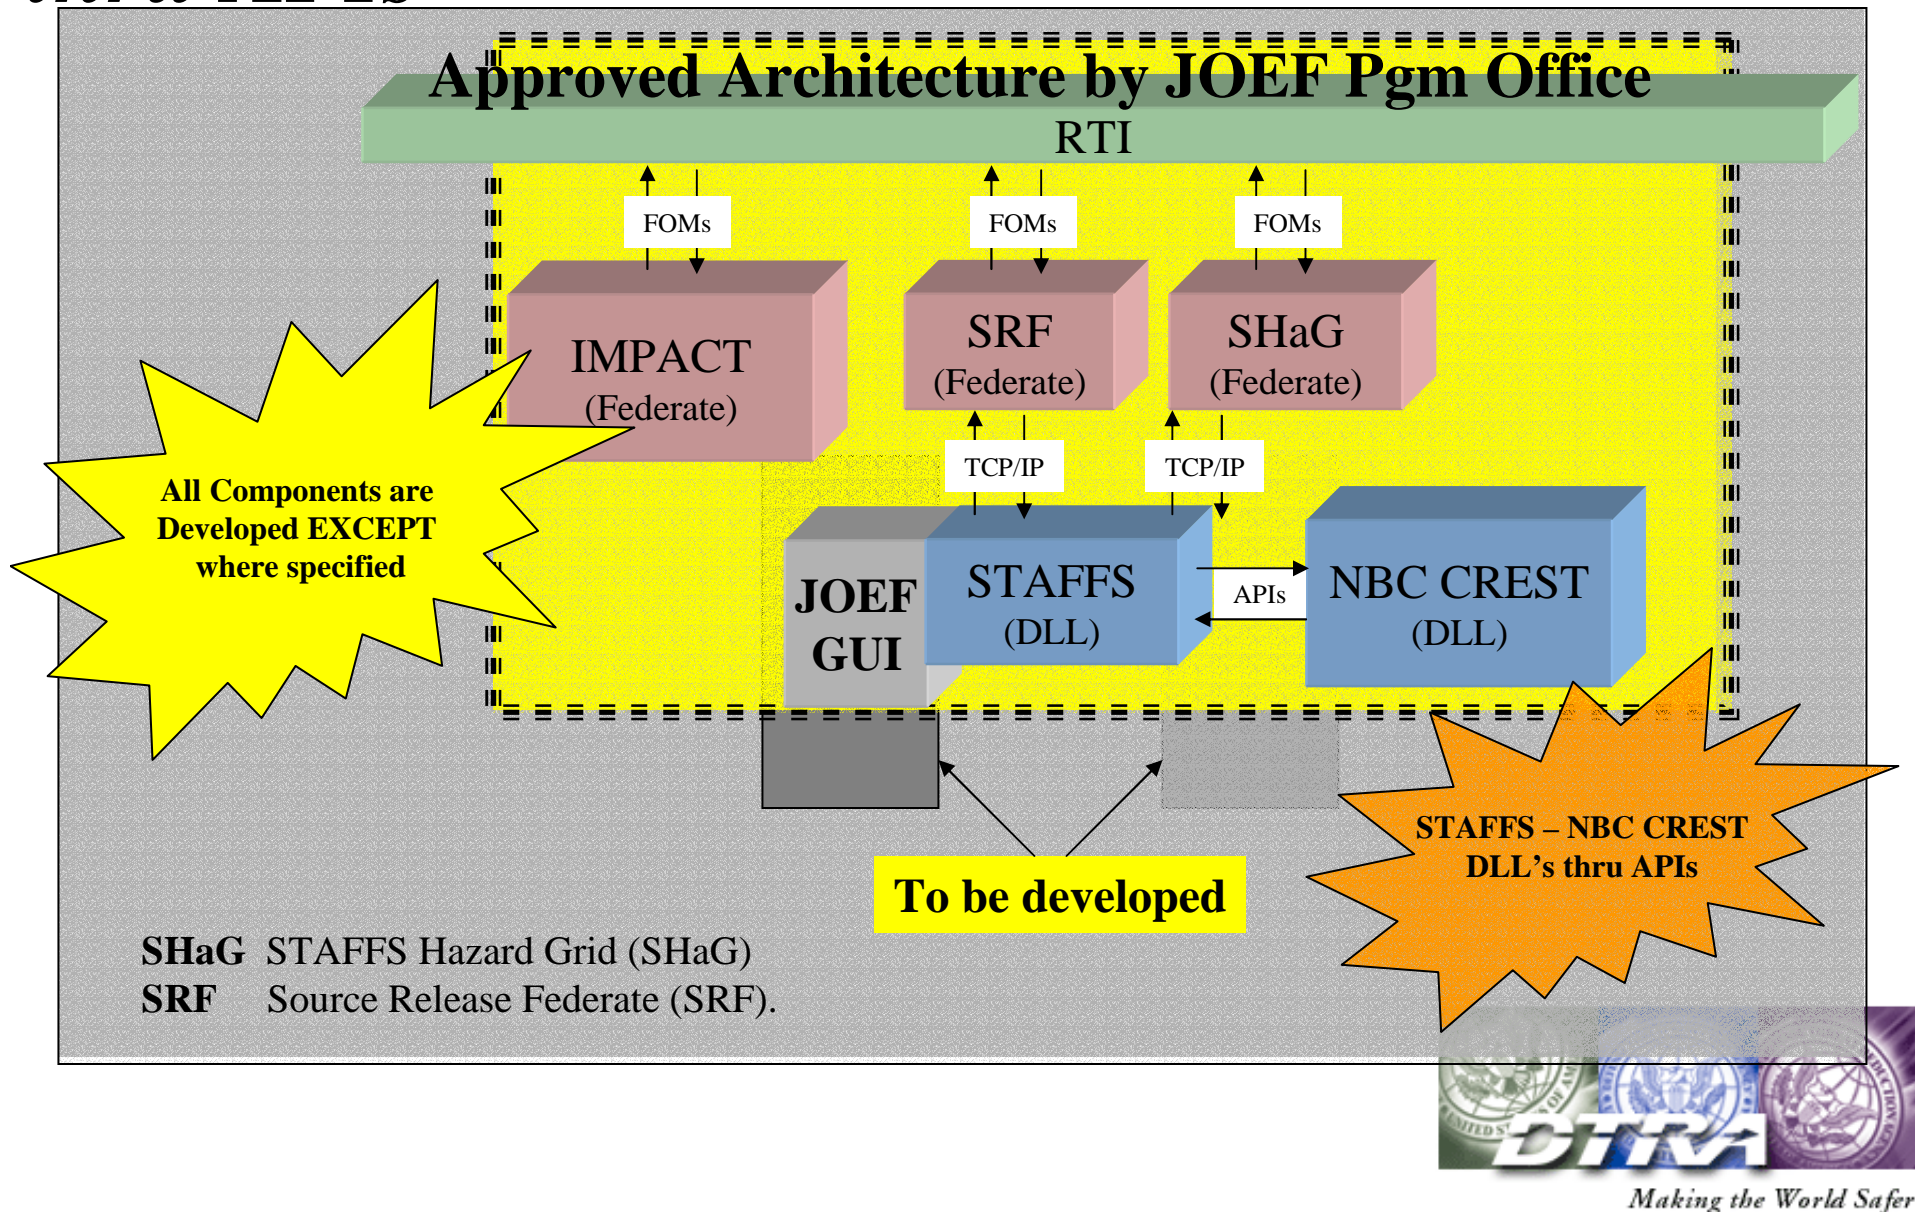 Approved Architecture by JOEF Pgm Office
RTI
FOMs
FOMs
FOMs
IMPACT
(Federate)
SRF
(Federate)
SHaG
(Federate)
TCP/IP
TCP/IP
All Components are
Developed EXCEPT
where specified
JOEF
GUI
STAFFS
(DLL)
APIs
NBC CREST
(DLL)
STAFFS – NBC CREST
DLL’s thru APIs
To be developed
SHaG STAFFS Hazard Grid (SHaG)
SRF Source Release Federate (SRF).
DTRA
Making the World Safer